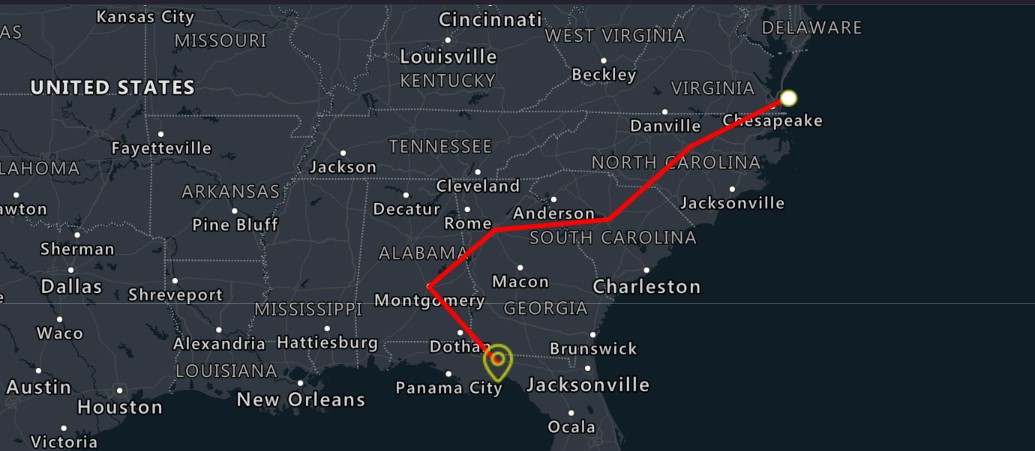 Kansas City
Cincinnati
DELAWARE
AS
MISSOURI
WEST VIRGINIA
Louisville
Beckley
KENTUCKY
UNITED STATES
VIRGINIA
Chesapeake
Danville
Fayetteville
TENNESSEE
Jackson
NORTH CAROLINA
LAHOMA
Cleveland
ARKANSAS
Jacksonville
awton
Decatur
Anderson
Pine Bluff
Rome
SOUTH CAROLINA
Sherman
ALABAMA
Macon
Dallas
Charleston
Shreveport
e
Montgomery
MISSISSIPPI
GEORGIA
Waco
Alexandria
Hattiesburg
Dothan
Brunswick
LOUISIANA
Austin
Panama City
Jacksonville
New Orleans
Houston
Ocala
Victoria